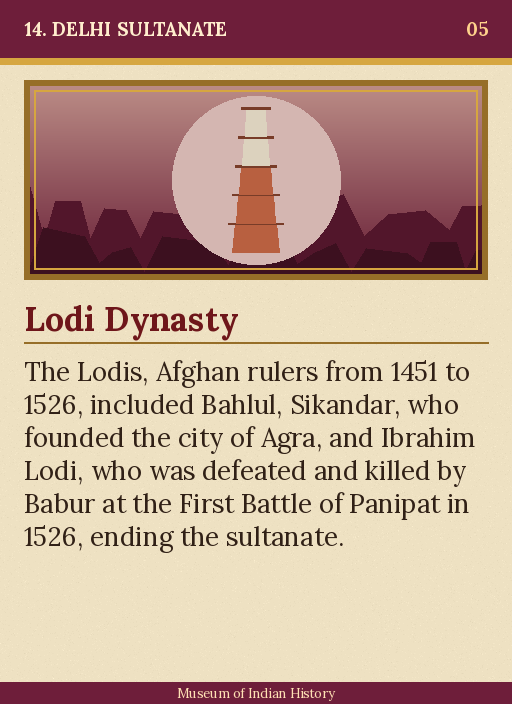 14. DELHI SULTANATE
05
Lodi Dynasty
The Lodis, Afghan rulers from 1451 to
1526, included Bahlul, Sikandar, who
founded the city of Agra, and Ibrahim
Lodi, who was defeated and killed by
Babur at the First Battle of Panipat in
1526, ending the sultanate.
Museum of Indian History